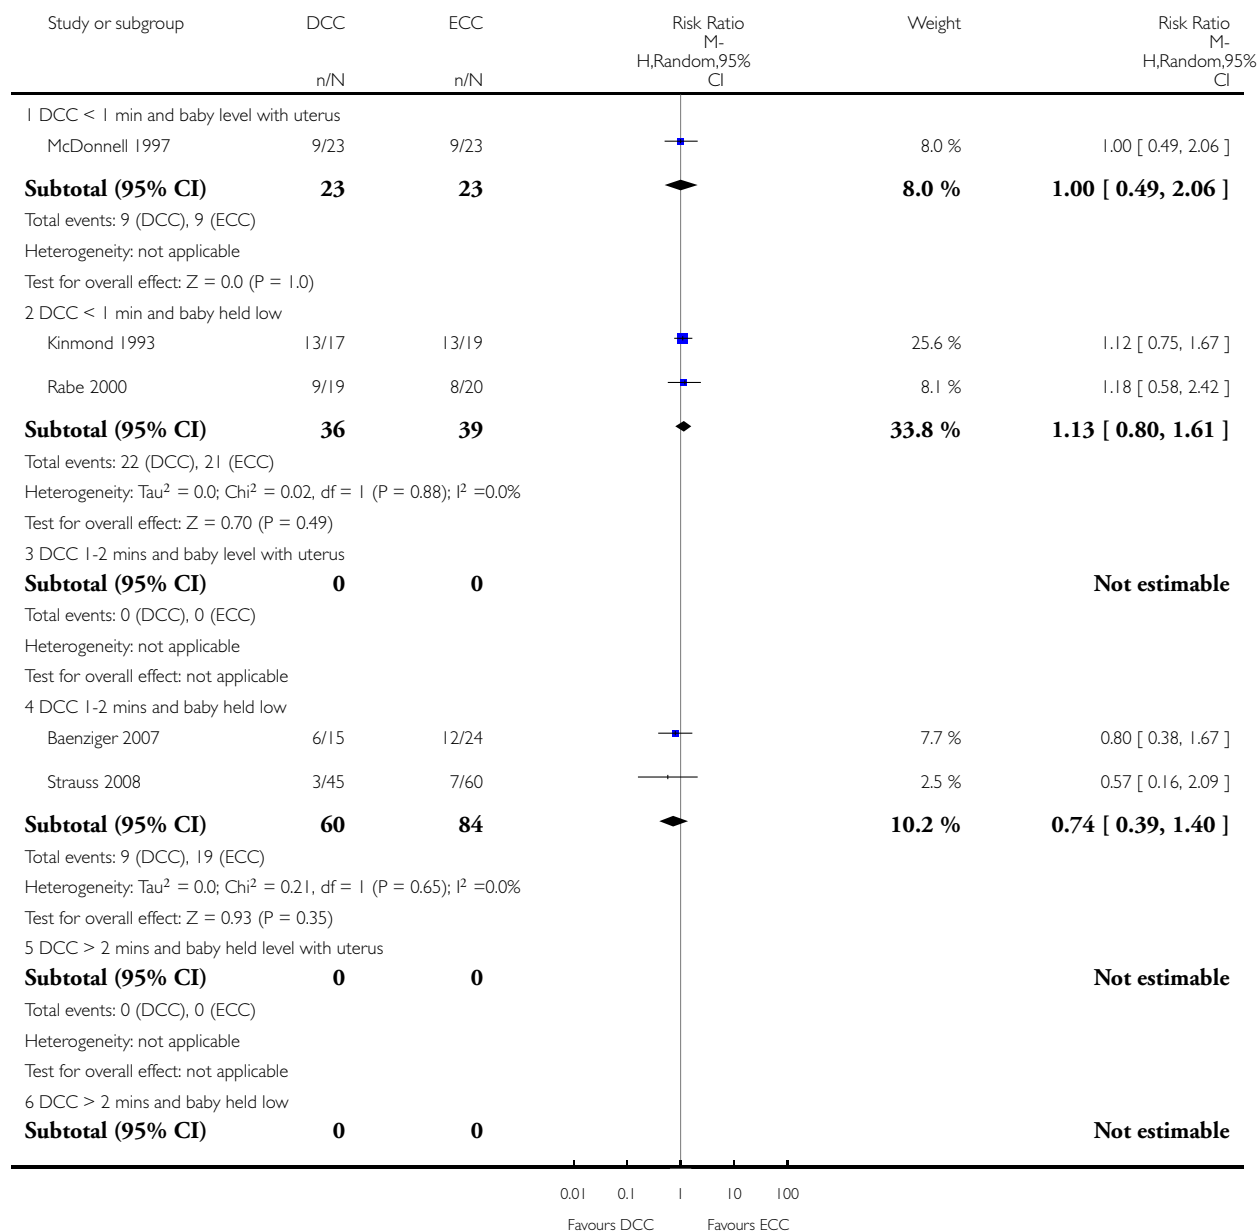 Study or subgroup DCC ECC Risk Ratio Weight Risk Ratio
n/N n/N M-H,Random,95% CI M-H,Random,95% CI
1 DCC < 1 min and baby level with uterus
McDonnell 1997 9/23 9/23 8.0 % 1.00 [ 0.49, 2.06 ]
Subtotal (95% CI) 23 23 8.0 % 1.00 [ 0.49, 2.06 ]
Total events: 9 (DCC), 9 (ECC)
Heterogeneity: not applicable
Test for overall effect: Z = 0.0 (P = 1.0)
2 DCC < 1 min and baby held low
Kinmond 1993 13/17 13/19 25.6 % 1.12 [ 0.75, 1.67 ]
Rabe 2000 9/19 8/20 8.1 % 1.18 [ 0.58, 2.42 ]
Subtotal (95% CI) 36 39 33.8 % 1.13 [ 0.80, 1.61 ]
Total events: 22 (DCC), 21 (ECC)
Heterogeneity: Tau² = 0.0; Chi² = 0.02, df = 1 (P = 0.88); I² =0.0%
Test for overall effect: Z = 0.70 (P = 0.49)
3 DCC 1-2 mins and baby level with uterus
Subtotal (95% CI) 0 0 Not estimable
Total events: 0 (DCC), 0 (ECC)
Heterogeneity: not applicable
Test for overall effect: not applicable
4 DCC 1-2 mins and baby held low
Baenziger 2007 6/15 12/24 7.7 % 0.80 [ 0.38, 1.67 ]
Strauss 2008 3/45 7/60 2.5 % 0.57 [ 0.16, 2.09 ]
Subtotal (95% CI) 60 84 10.2 % 0.74 [ 0.39, 1.40 ]
Total events: 9 (DCC), 19 (ECC)
Heterogeneity: Tau² = 0.0; Chi² = 0.21, df = 1 (P = 0.65); I² =0.0%
Test for overall effect: Z = 0.93 (P = 0.35)
5 DCC > 2 mins and baby held level with uterus
Subtotal (95% CI) 0 0 Not estimable
Total events: 0 (DCC), 0 (ECC)
Heterogeneity: not applicable
Test for overall effect: not applicable
6 DCC > 2 mins and baby held low
Subtotal (95% CI) 0 0 Not estimable
0.01 0.1 1 10 100
Favours DCC Favours ECC